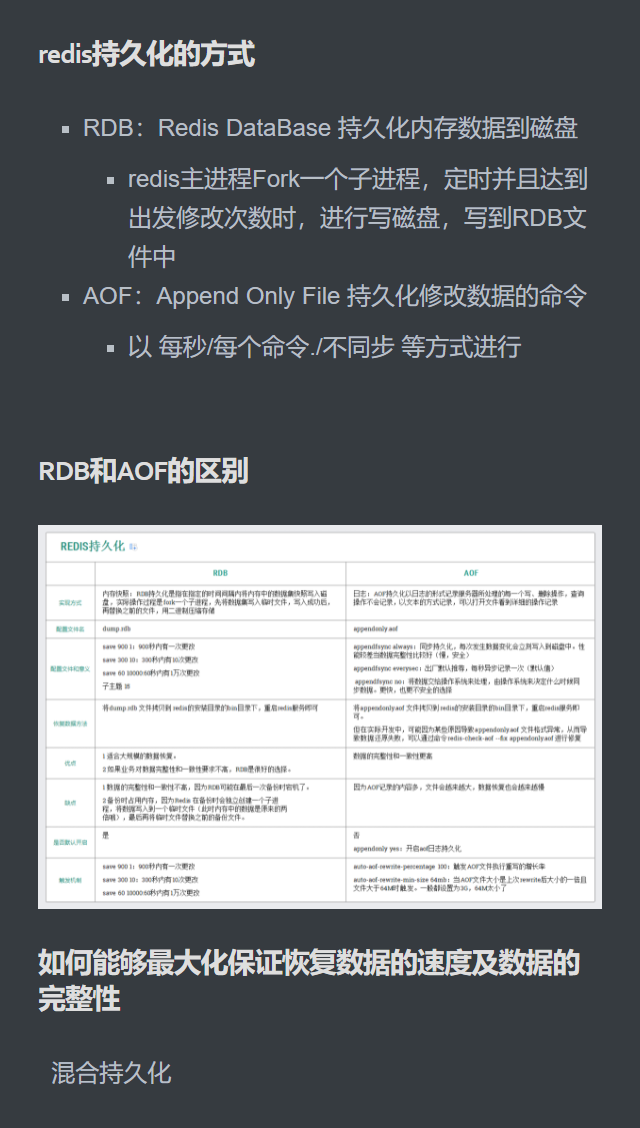 redis持久化的方式
RDB：Redis DataBase 持久化内存数据到磁盘
redis主进程Fork一个子进程，定时并且达到
出发修改次数时，进行写磁盘，写到RDB文
件中
AOF：Append Only File 持久化修改数据的命令
以 每秒/每个命令./不同步 等方式进行
RDB和AOF的区别
REDIS持久化
RDB
AOF
实现方式
内存快照：RDB持久化是指在指定的时间间隔内将内存中的数据集快照写入磁
盘。实际操作过程是fork一个子进程，先将数据集写入临时文件，写入成功后，
再替换之前的文件，用二进制压缩存储
日志：AOF持久化以日志的形式记录服务器所处理的每一个写、删除操作，查询
操作不会记录，以文本的方式记录，可以打开文件看到详细的操作记录
配置文件名
dump.rdb
appendonly.aof
配置文件和意义
save 900 1：900秒内有一次更改
save 300 10：300秒内有10次更改
save 60 10000:60秒内有1万次更改
appendfsync always：同步持久化，每次发生数据变化会立刻写入到磁盘中。性
能较差当数据完整性比较好（慢，安全）
appendfsync everysec：出厂默认推荐，每秒异步记录一次（默认值）
appendfsync no：将数据交给操作系统来处理，由操作系统来决定什么时候同
步数据。更快，也更不安全的选择
恢复数据方法
将dump.rdb 文件拷贝到 redis的安装目录的bin目录下，重启redis服务即可
将appendonly.aof 文件拷贝到 redis的安装目录的bin目录下，重启redis服务即
可。
但在实际开发中，可能因为某些原因导致appendonly.aof 文件格式异常，从而导
致数据还原失败，可以通过命令redis-check-aof --fix appendonly.aof 进行修复
优点
1 适合大规模的数据恢复。
2 如果业务对数据完整性和一致性要求不高，RDB是很好的选择。
数据的完整性和一致性更高
缺点
1 数据的完整性和一致性不高，因为RDB可能在最后一次备份时宕机了。
2 备份时占用内存，因为Redis 在备份时会独立创建一个子进
程，将数据写入到一个临时文件（此时内存中的数据是原来的两
倍哦），最后再将临时文件替换之前的备份文件。
因为AOF记录的内容多，文件会越来越大，数据恢复也会越来越慢
是否默认开启
是
否
appendonly yes：开启aof日志持久化
触发机制
save 900 1：900秒内有一次更改
save 300 10：300秒内有10次更改
save 60 10000:60秒内有1万次更改
auto-aof-rewrite-percentage 100：触发AOF文件执行重写的增长率
auto-aof-rewrite-min-size 64mb：当AOF文件大小是上次rewrite后大小的一倍且
文件大于64M时触发。一般都设置为3G，64M太小了
如何能够最大化保证恢复数据的速度及数据的
完整性
混合持久化